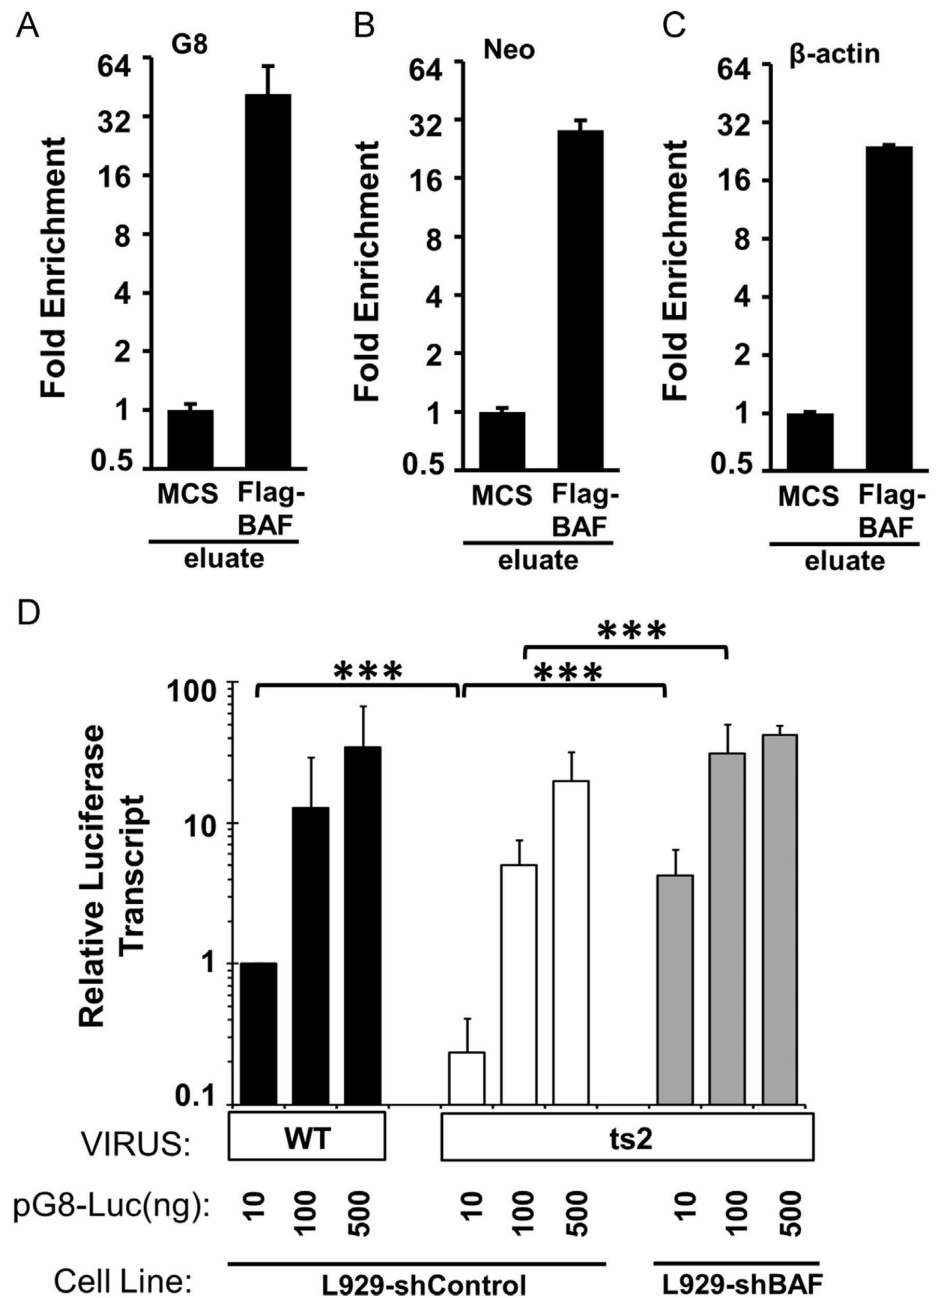 A
G8
Fold Enrichment
64
32
16
8
4
2
1
0.5
MCS
Flag-
BAF
eluate
B
Neo
Fold Enrichment
64
32
16
8
4
2
1
0.5
MCS
Flag-
BAF
eluate
C
β-actin
Fold Enrichment
64
32
16
8
4
2
1
0.5
MCS
Flag-
BAF
eluate
D
Relative Luciferase
Transcript
100
10
1
0.1
***
***
***
VIRUS: WT ts2
pG8-Luc(ng): 10 100 500 10 100 500 10 100 500
Cell Line: L929-shControl L929-shBAF